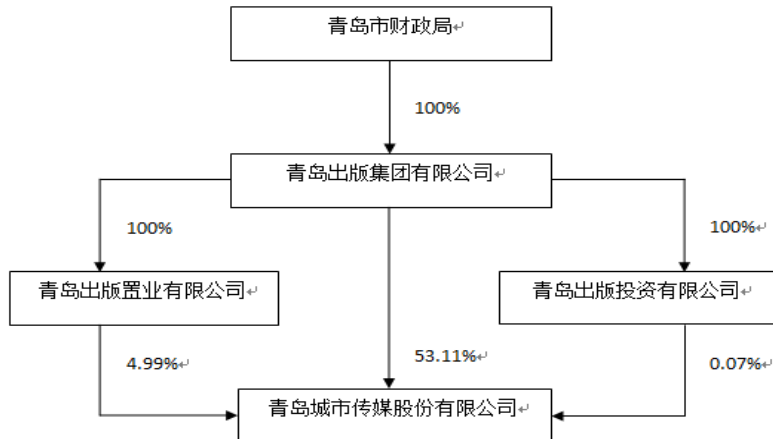 青岛市财政局
100%
青岛出版集团有限公司
100%
100%
青岛出版置业有限公司
青岛出版投资有限公司
4.99%
53.11%
0.07%
青岛城市传媒股份有限公司